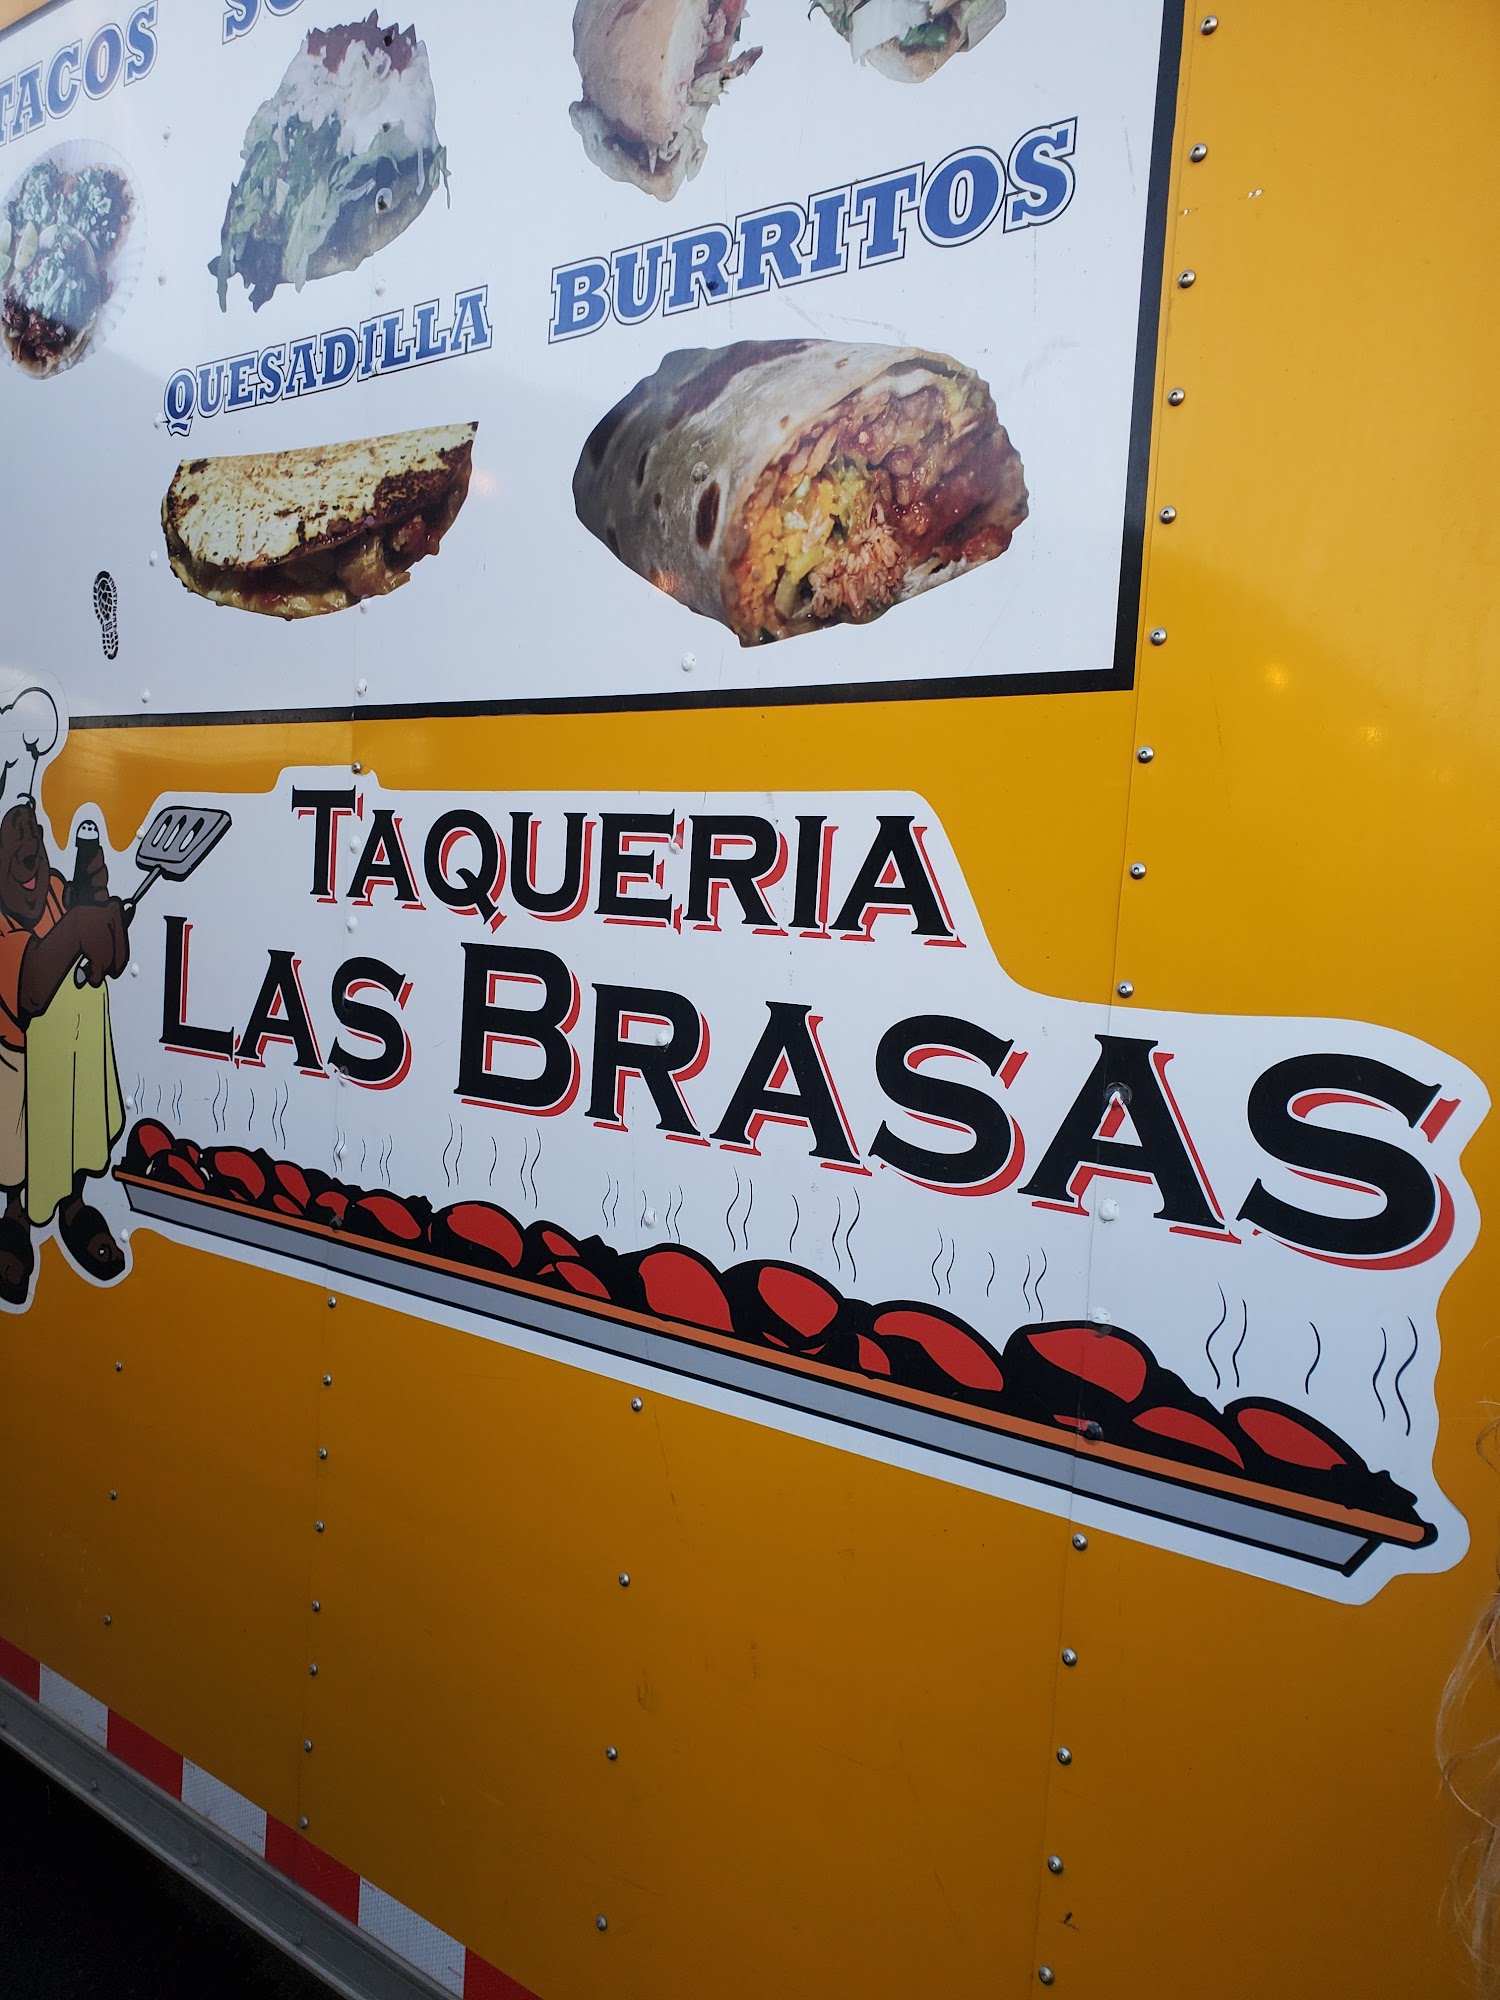 TACOS
QUESADILLA
BURRITOS
TAQUERIA
LAS BRASAS